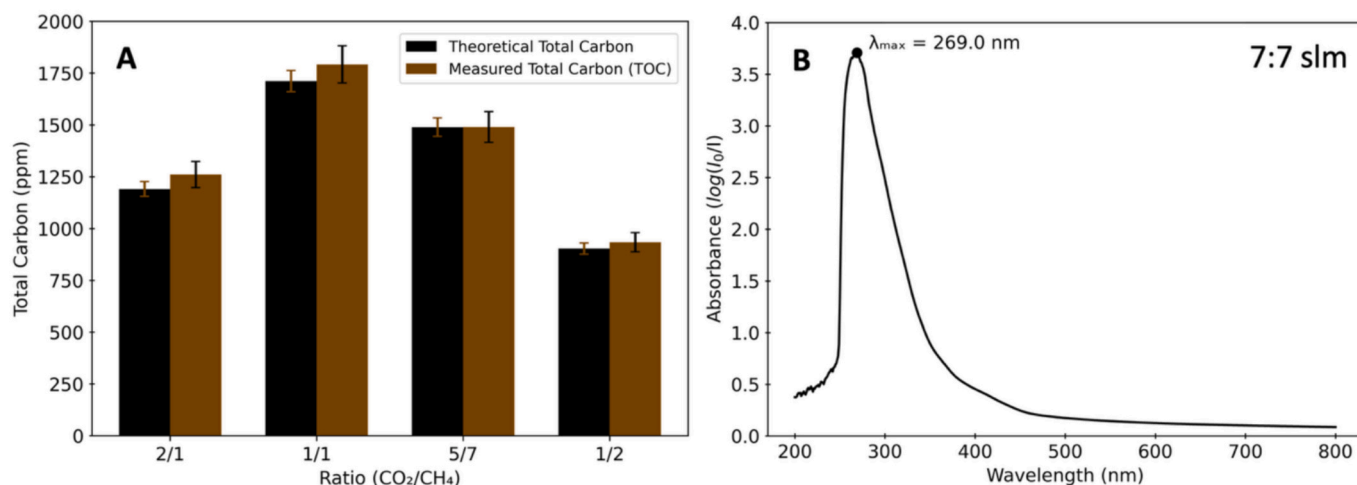 A
Theoretical Total Carbon
Measured Total Carbon (TOC)
Total Carbon (ppm)
2000
1750
1500
1250
1000
750
500
250
0
2/1 1/1 5/7 1/2
Ratio (CO₂/CH₄)
B
λₘₐₓ = 269.0 nm
7:7 slm
Absorbance (log(I₀/I)
4.0
3.5
3.0
2.5
2.0
1.5
1.0
0.5
0.0
200 300 400 500 600 700 800
Wavelength (nm)